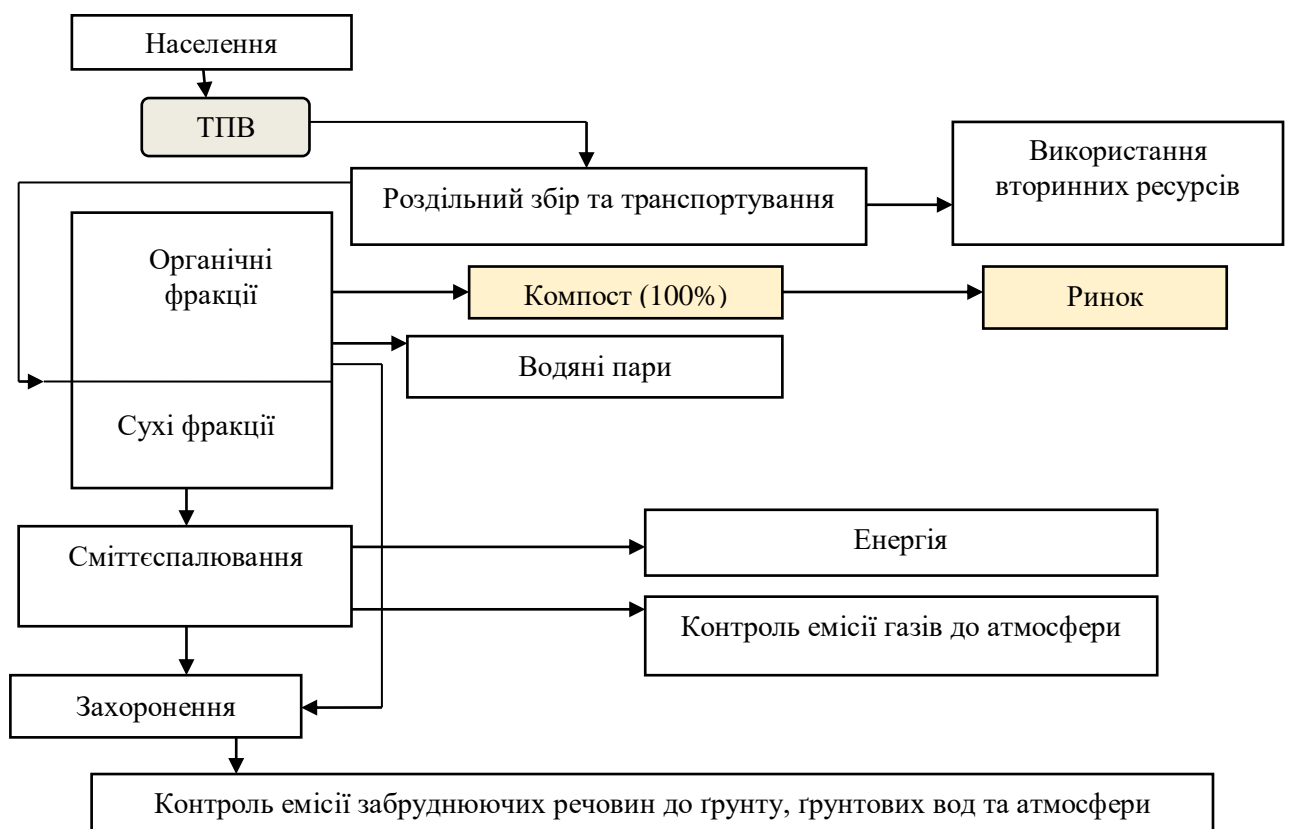 Населення
ТПВ
Використання
вторинних ресурсів
Роздільний збір та транспортування
Органічні
фракції
Компост (100%)
Ринок
Водяні пари
Сухі фракції
Сміттєспалювання
Енергія
Контроль емісії газів до атмосфери
Захоронення
Контроль емісії забруднюючих речовин до ґрунту, ґрунтових вод та атмосфери